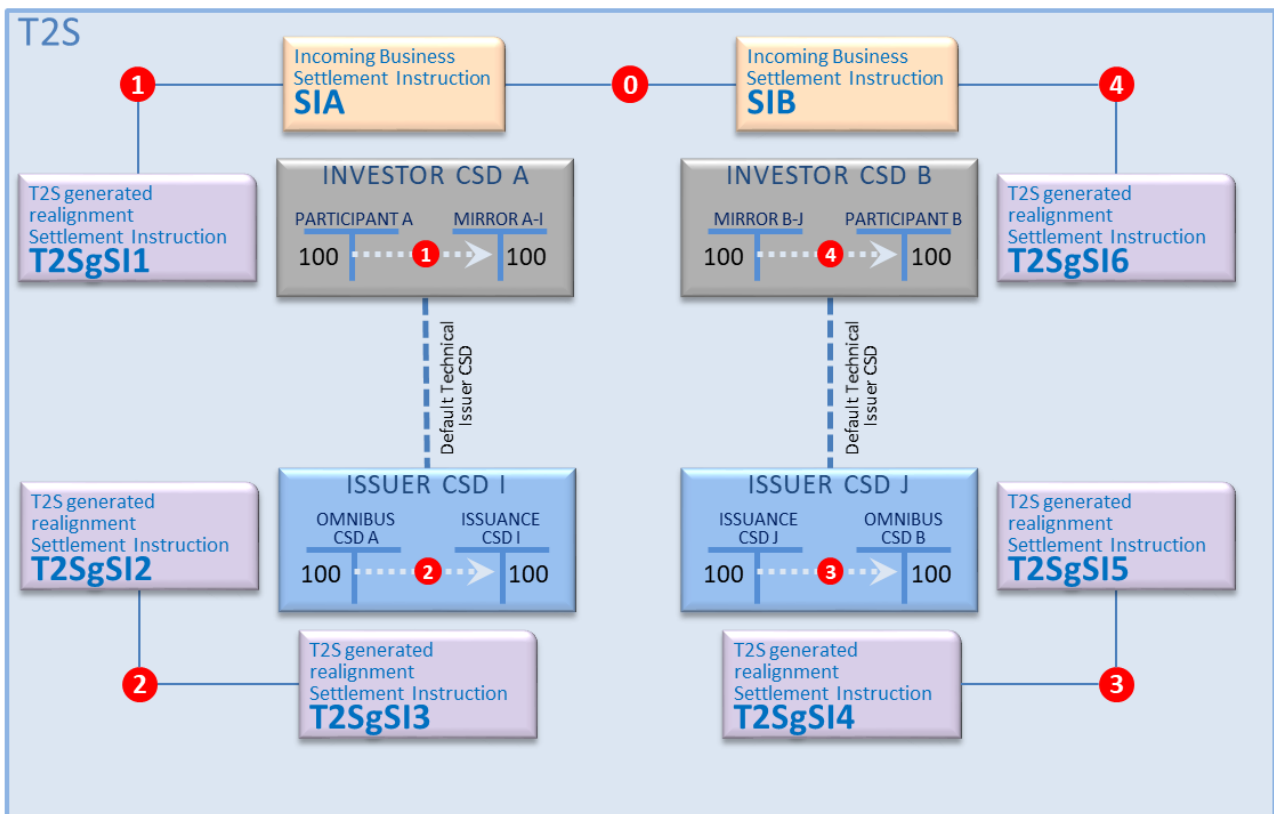 T2S
Incoming Business
Settlement Instruction
SIA
Incoming Business
Settlement Instruction
SIB
1
0
4
T2S generated
realignment
Settlement Instruction
T2SgSI1
INVESTOR CSD A
PARTICIPANT A
MIRROR A-I
100
1
100
INVESTOR CSD B
MIRROR B-J
PARTICIPANT B
100
4
100
T2S generated
realignment
Settlement Instruction
T2SgSI6
Default Technical
Issuer CSD
Default Technical
Issuer CSD
T2S generated
realignment
Settlement Instruction
T2SgSI2
ISSUER CSD I
OMNIBUS
CSD A
ISSUANCE
CSD I
100
2
100
ISSUER CSD J
ISSUANCE
CSD J
OMNIBUS
CSD B
100
3
100
T2S generated
realignment
Settlement Instruction
T2SgSI5
2
T2S generated
realignment
Settlement Instruction
T2SgSI3
T2S generated
realignment
Settlement Instruction
T2SgSI4
3